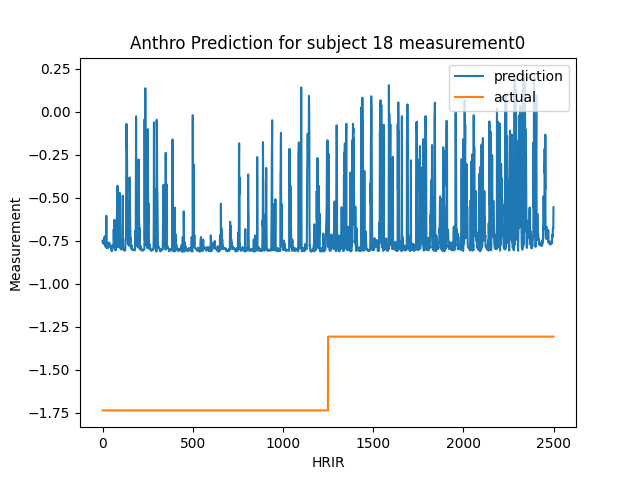 Anthro Prediction for subject 18 measurement0
prediction
actual
Measurement
0.25
0.00
−0.25
−0.50
−0.75
−1.00
−1.25
−1.50
−1.75
0 500 1000 1500 2000 2500
HRIR